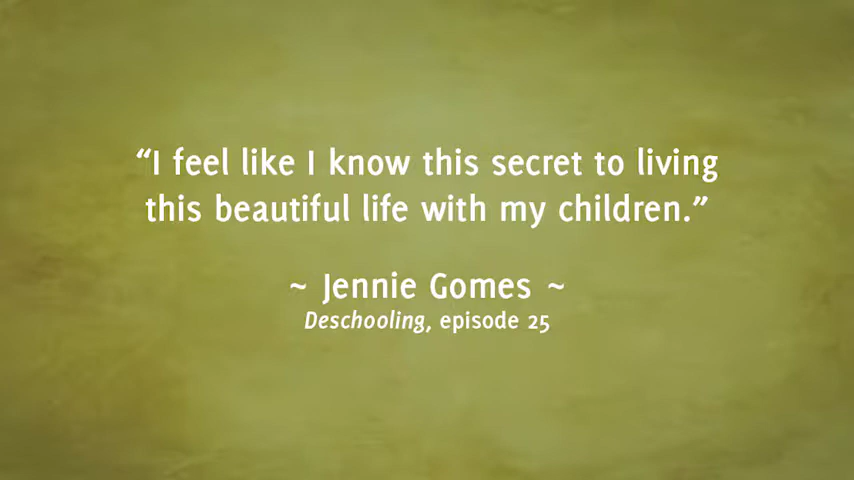 “I feel like I know this secret to living
this beautiful life with my children.”
~ Jennie Gomes ~
Deschooling, episode 25